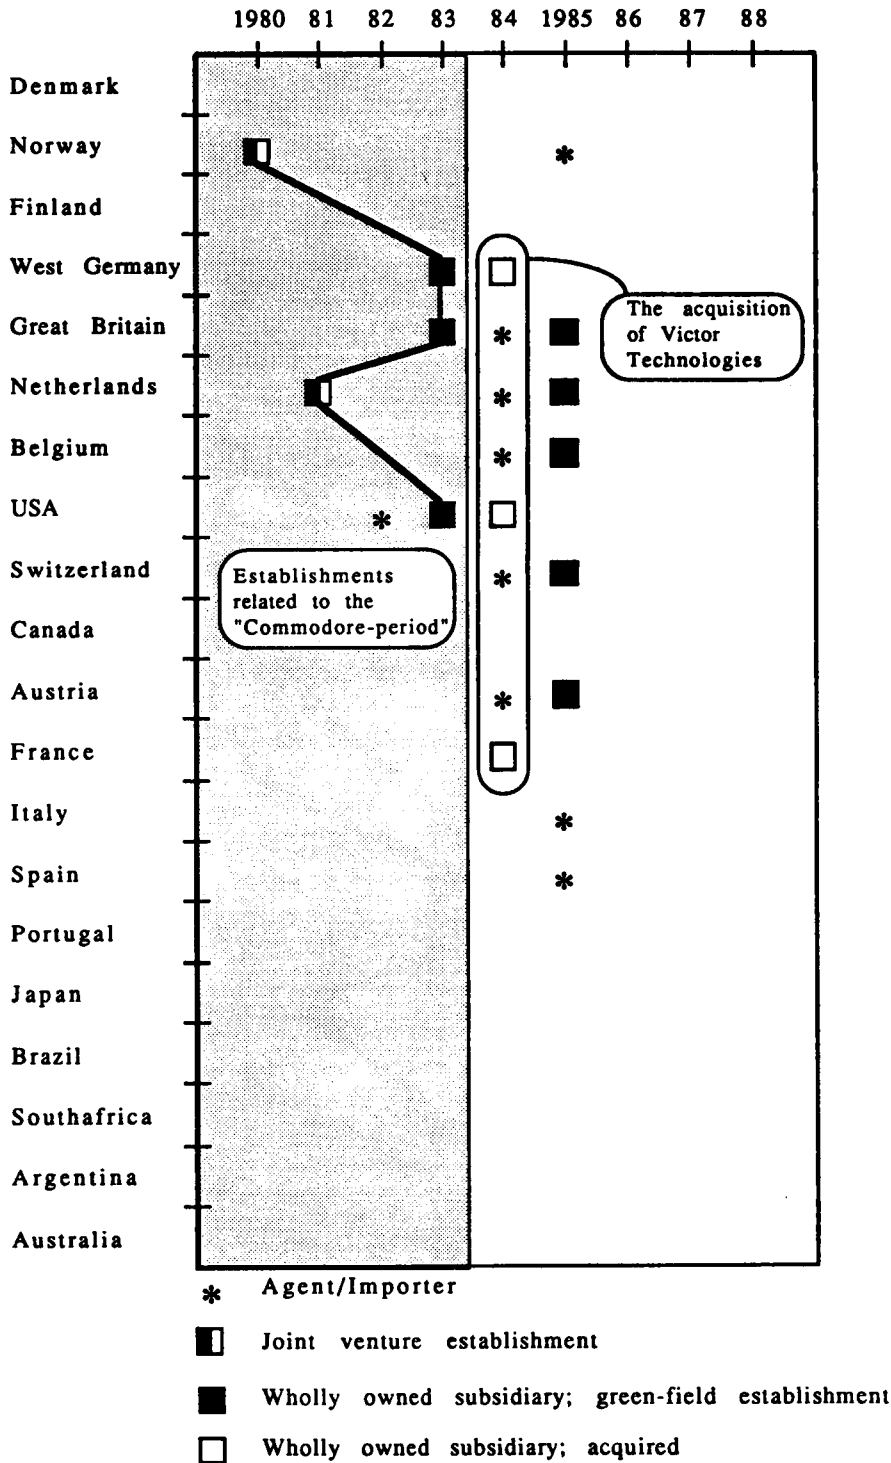 1980 81 82 83 84 1985 86 87 88
Denmark
Norway
Finland
West Germany
Great Britain
Netherlands
Belgium
USA
Switzerland
Canada
Austria
France
Italy
Spain
Portugal
Japan
Brazil
Southafrica
Argentina
Australia
The acquisition
of Victor
Technologies
Establishments
related to the
"Commodore-period"
* Agent/Importer
Joint venture establishment
Wholly owned subsidiary; green-field establishment
Wholly owned subsidiary; acquired